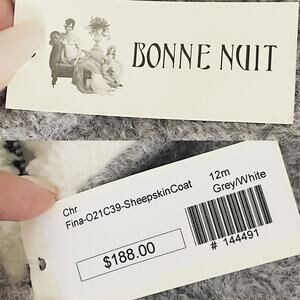 BONNE NUIT
Chr
Fina-O21C39-SheepskinCoat
12m
Grey/White
$188.00
# 144491